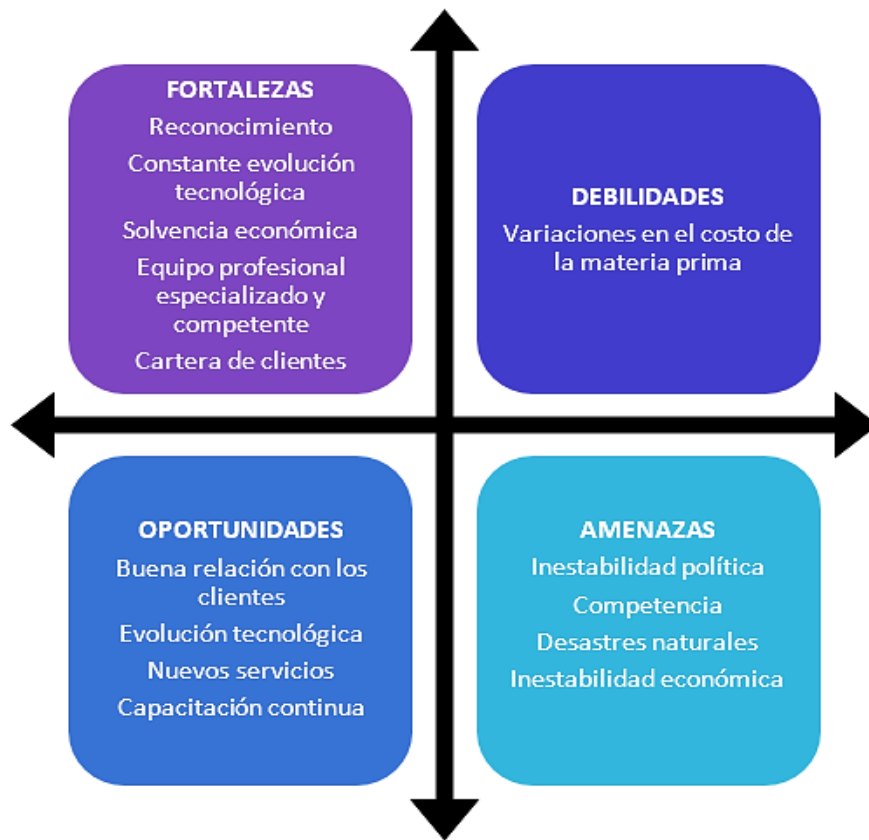 FORTALEZAS
Reconocimiento
Constante evolución
tecnológica
Solvencia económica
Equipo profesional
especializado y
competente
Cartera de clientes
DEBILIDADES
Variaciones en el costo de
la materia prima
OPORTUNIDADES
Buena relación con los
clientes
Evolución tecnológica
Nuevos servicios
Capacitación continua
AMENAZAS
Inestabilidad política
Competencia
Desastres naturales
Inestabilidad económica